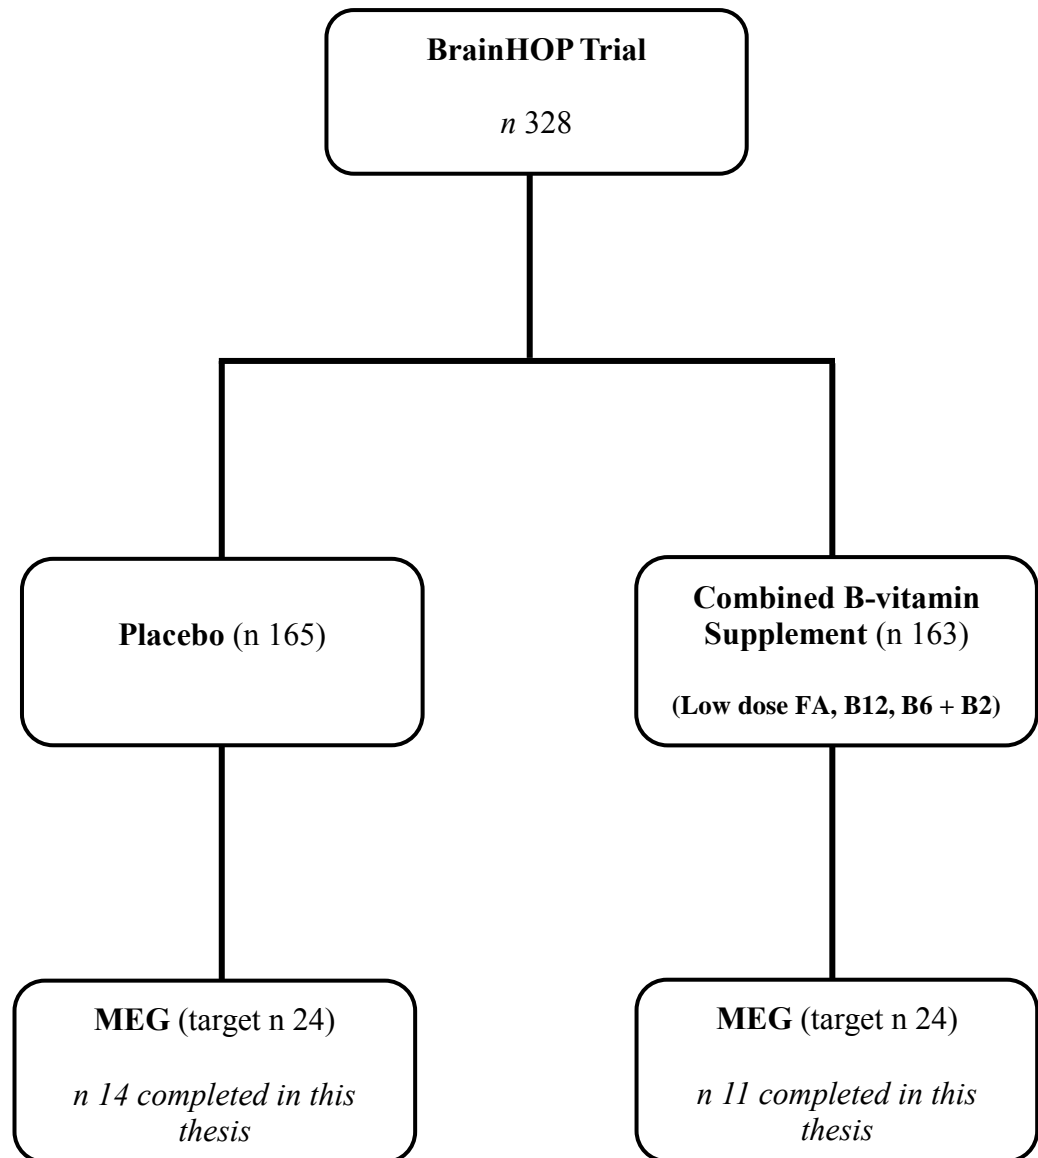 BrainHOP Trial
n 328
Placebo (n 165)
Combined B-vitamin
Supplement (n 163)
(Low dose FA, B12, B6 + B2)
MEG (target n 24)
n 14 completed in this
thesis
MEG (target n 24)
n 11 completed in this
thesis